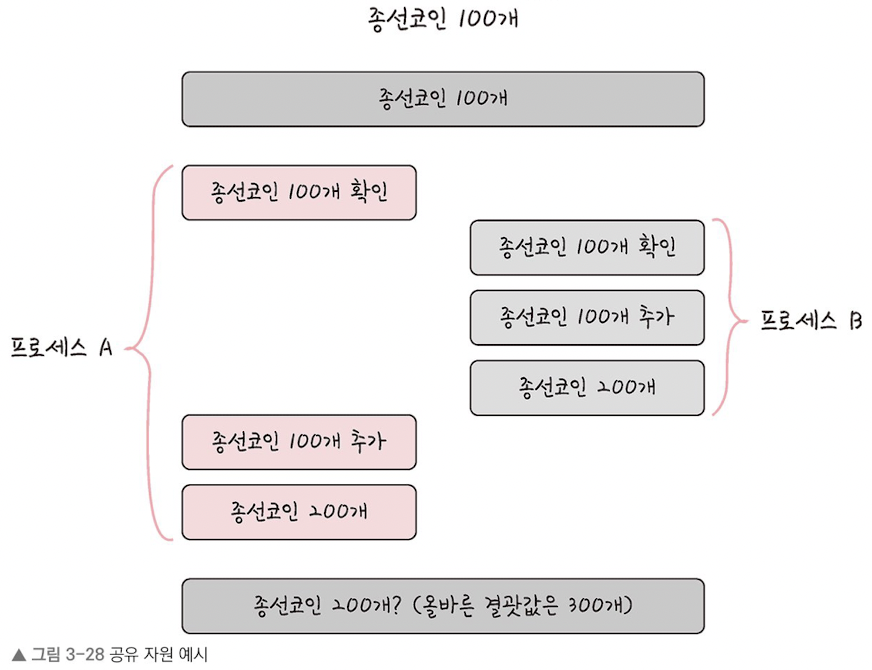 종선코인 100개
종선코인 100개
종선코인 100개 확인
종선코인 100개 확인
종선코인 100개 추가
프로세스 B
종선코인 200개
프로세스 A
종선코인 100개 추가
종선코인 200개
종선코인 200개? (올바른 결괏값은 300개)
▲ 그림 3-28 공유 자원 예시